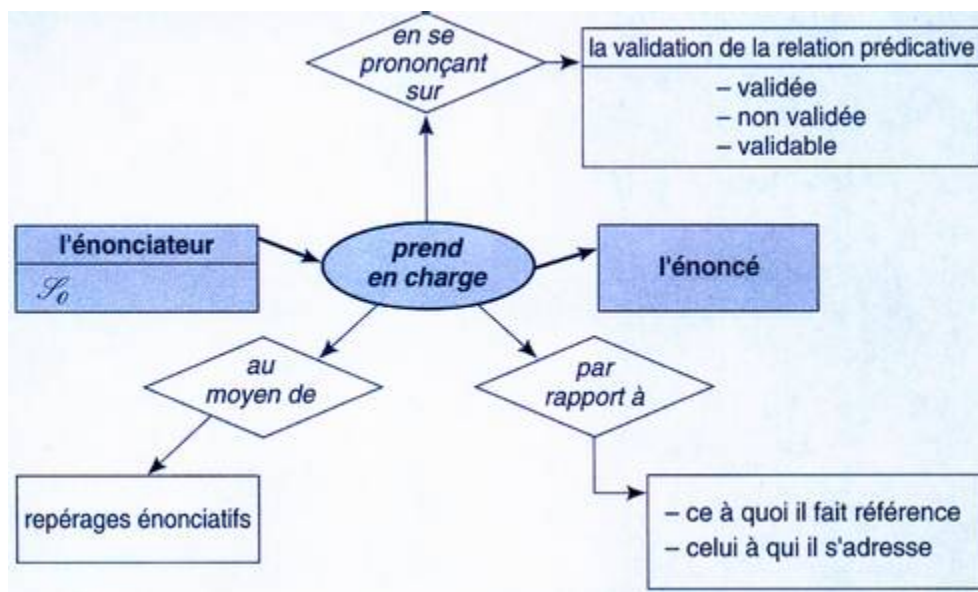 en se
prononçant
sur
la validation de la relation prédicative
– validée
– non validée
– validable
l'énonciateur
𝒮0
prend
en charge
l'énoncé
au
moyen de
par
rapport à
repérages énonciatifs
– ce à quoi il fait référence
– celui à qui il s'adresse